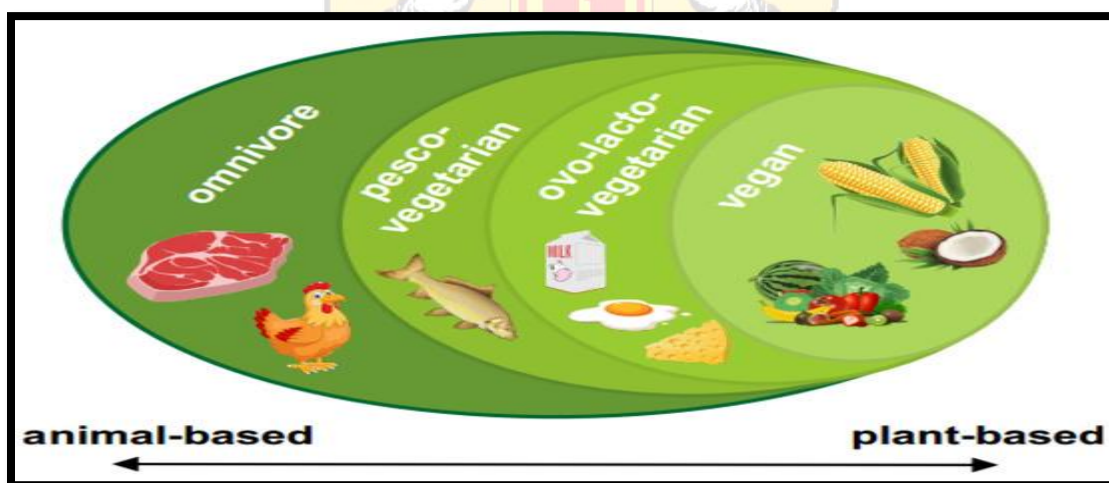 omnivore
pesco-
vegetarian
ovo-lacto-
vegetarian
vegan
MILK
animal-based
plant-based